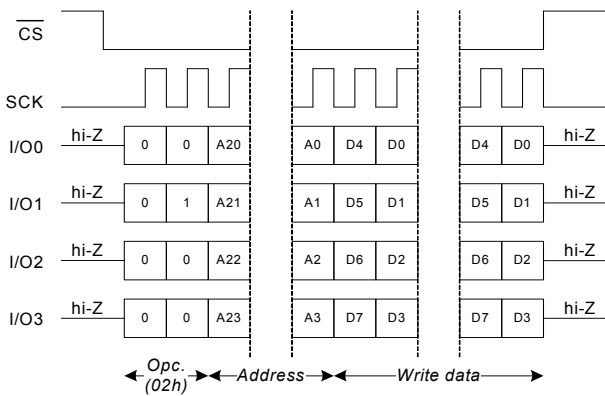 CS
SCK
I/O0 hi-Z 0 0 A20 A0 D4 D0 D4 D0 hi-Z
I/O1 hi-Z 0 1 A21 A1 D5 D1 D5 D1 hi-Z
I/O2 hi-Z 0 0 A22 A2 D6 D2 D6 D2 hi-Z
I/O3 hi-Z 0 0 A23 A3 D7 D3 D7 D3 hi-Z
Opc. Address Write data
(02h)